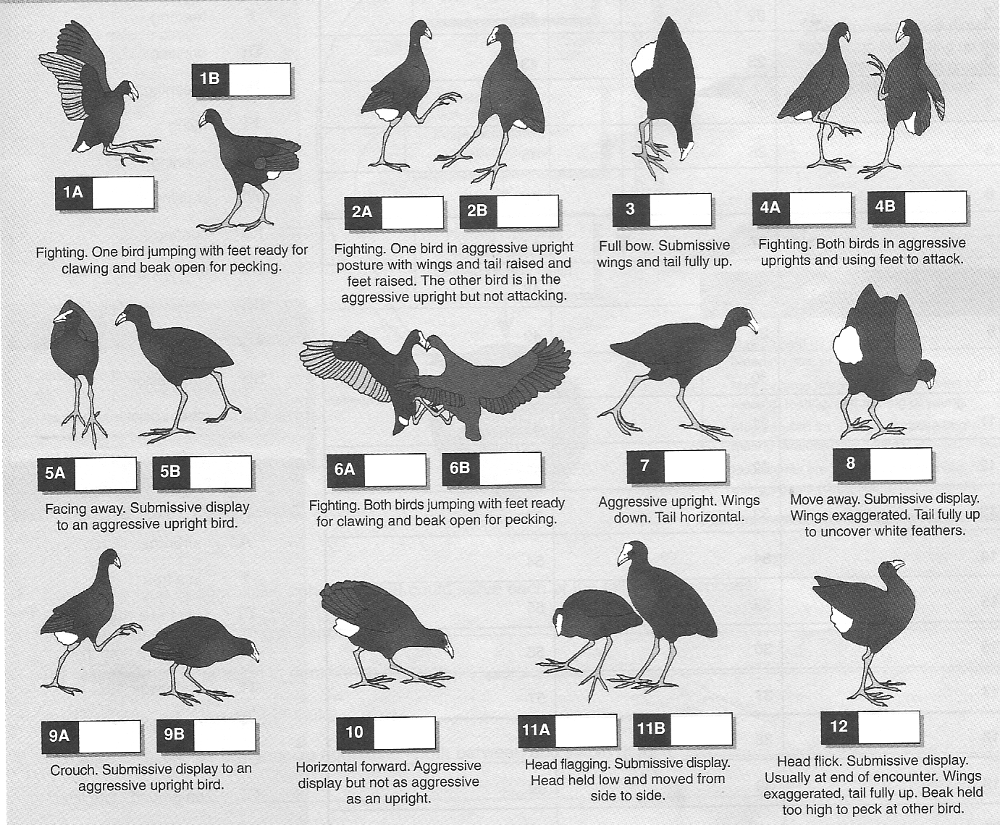 1B
1A
Fighting. One bird jumping with feet ready for
clawing and beak open for pecking.
2A
2B
Fighting. One bird in aggressive upright
posture with wings and tail raised and
feet raised. The other bird is in the
aggressive upright but not attacking.
3
Full bow. Submissive
wings and tail fully up.
4A
4B
Fighting. Both birds in aggressive
uprights and using feet to attack.
5A
5B
Facing away. Submissive display
to an aggressive upright bird.
6A
6B
Fighting. Both birds jumping with feet ready
for clawing and beak open for pecking.
7
Aggressive upright. Wings
down. Tail horizontal.
8
Move away. Submissive display.
Wings exaggerated. Tail fully up
to uncover white feathers.
9A
9B
Crouch. Submissive display to an
aggressive upright bird.
10
Horizontal forward. Aggressive
display but not as aggressive
as an upright.
11A
11B
Head flagging. Submissive display.
Head held low and moved from
side to side.
12
Head flick. Submissive display.
Usually at end of encounter. Wings
exaggerated, tail fully up. Beak held
too high to peck at other bird.